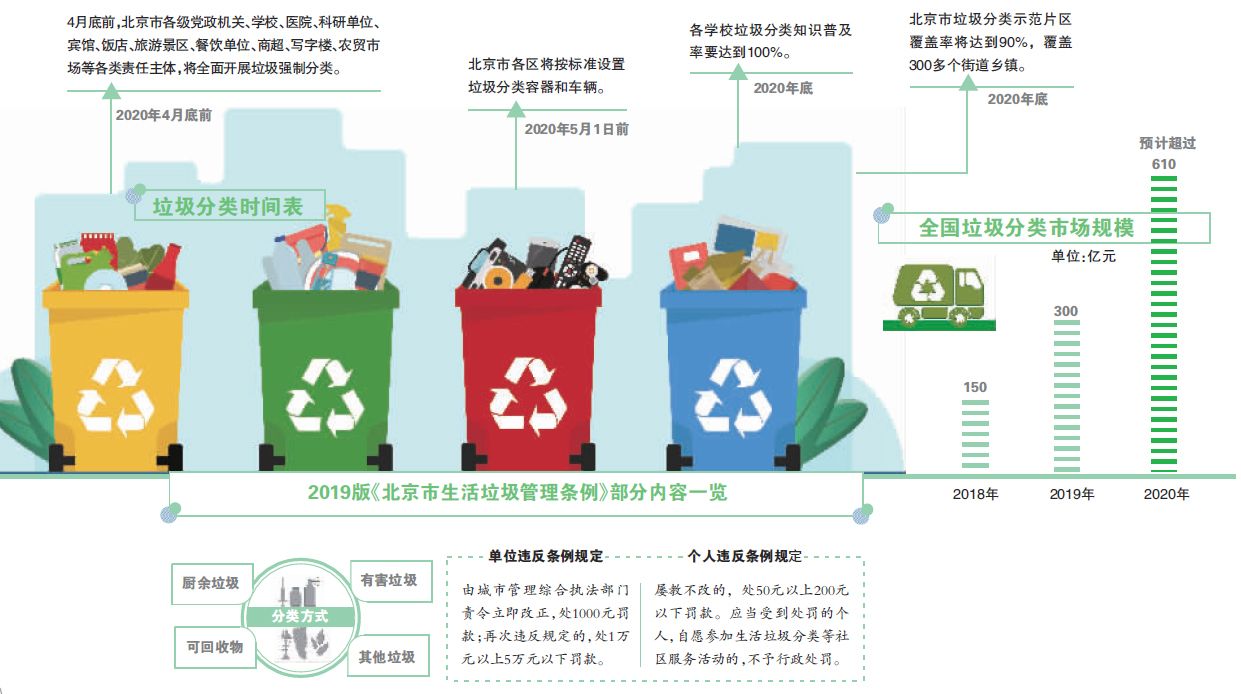 4月底前,北京市各级党政机关、学校、医院、科研单位、
宾馆、饭店、旅游景区、餐饮单位、商超、写字楼、农贸市
场等各类责任主体,将全面开展垃圾强制分类。
2020年4月底前
北京市各区将按标准设置
垃圾分类容器和车辆。
2020年5月1日前
各学校垃圾分类知识普及
率要达到100%。
2020年底
北京市垃圾分类示范片区
覆盖率将达到90%，覆盖
300多个街道乡镇。
2020年底
垃圾分类时间表
全国垃圾分类市场规模
单位:亿元
预计超过
610
300
150
2018年
2019年
2020年
2019版《北京市生活垃圾管理条例》部分内容一览
厨余垃圾
有害垃圾
分类方式
可回收物
其他垃圾
单位违反条例规定
由城市管理综合执法部门
责令立即改正,处1000元罚
款;再次违反规定的,处1万
元以上5万元以下罚款。
个人违反条例规定
屡教不改的，处50元以上200元
以下罚款。应当受到处罚的个
人,自愿参加生活垃圾分类等社
区服务活动的,不予行政处罚。